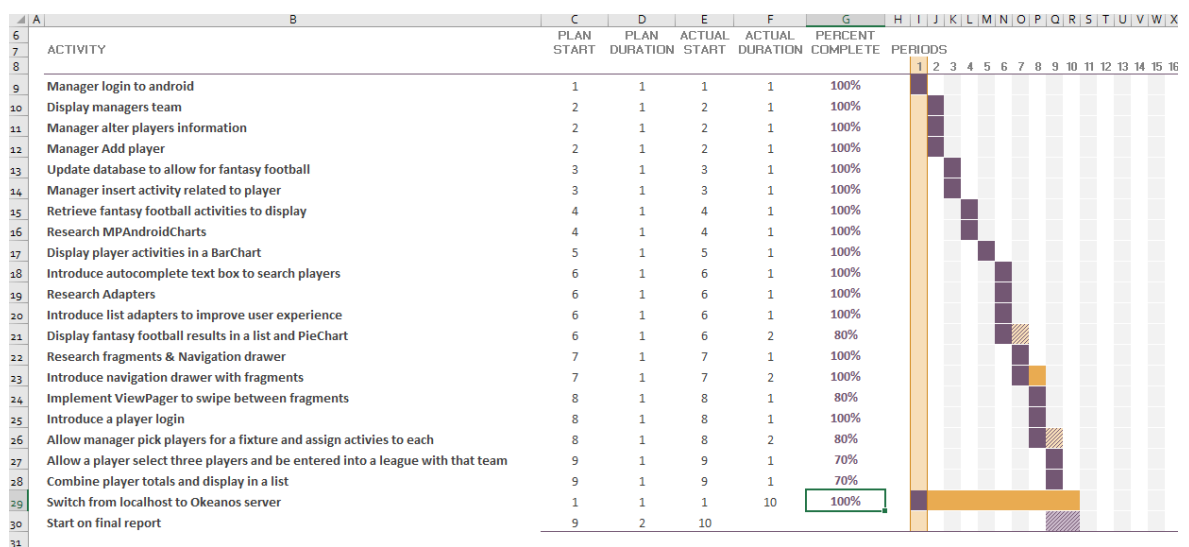 A B C D E F G H I J K L M N O P Q R S T U V W X
6 PLAN PLAN ACTUAL ACTUAL PERCENT
7 ACTIVITY START DURATION START DURATION COMPLETE PERIODS
8 1 2 3 4 5 6 7 8 9 10 11 12 13 14 15 16
9 Manager login to android 1 1 1 1 100%
10 Display managers team 2 1 2 1 100%
11 Manager alter players information 2 1 2 1 100%
12 Manager Add player 2 1 2 1 100%
13 Update database to allow for fantasy football 3 1 3 1 100%
14 Manager insert activity related to player 3 1 3 1 100%
15 Retrieve fantasy football activities to display 4 1 4 1 100%
16 Research MPAndroidCharts 4 1 4 1 100%
17 Display player activities in a BarChart 5 1 5 1 100%
18 Introduce autocomplete text box to search players 6 1 6 1 100%
19 Research Adapters 6 1 6 1 100%
20 Introduce list adapters to improve user experience 6 1 6 1 100%
21 Display fantasy football results in a list and PieChart 6 1 6 2 80%
22 Research fragments & Navigation drawer 7 1 7 1 100%
23 Introduce navigation drawer with fragments 7 1 7 2 100%
24 Implement ViewPager to swipe between fragments 8 1 8 1 80%
25 Introduce a player login 8 1 8 1 100%
26 Allow manager pick players for a fixture and assign activies to each 8 1 8 2 80%
27 Allow a player select three players and be entered into a league with that team 9 1 9 1 70%
28 Combine player totals and display in a list 9 1 9 1 70%
29 Switch from localhost to Okeanos server 1 1 1 10 100%
30 Start on final report 9 2 10
31